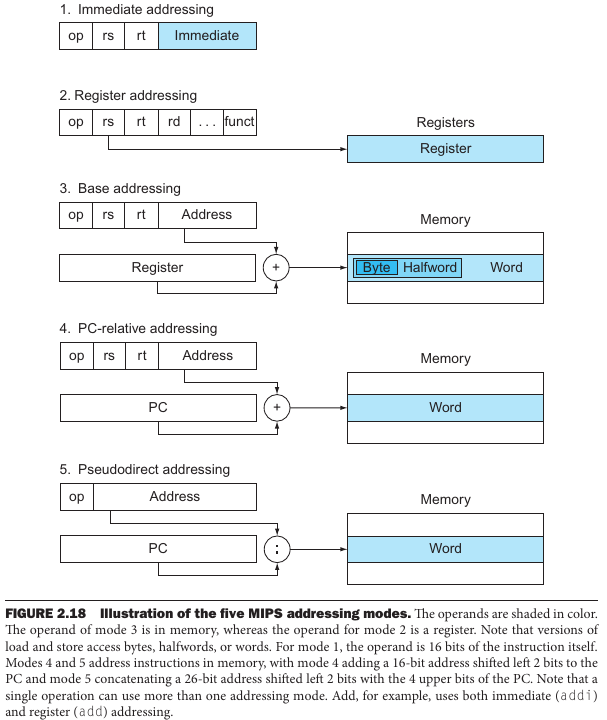 1. Immediate addressing
op rs rt Immediate
2. Register addressing
op rs rt rd . . . funct
Registers
Register
3. Base addressing
op rs rt Address
Memory
Register
+
Byte Halfword Word
4. PC-relative addressing
op rs rt Address
Memory
PC
+
Word
5. Pseudodirect addressing
op Address
Memory
PC
:
Word
FIGURE 2.18 Illustration of the five MIPS addressing modes. The operands are shaded in color.
The operand of mode 3 is in memory, whereas the operand for mode 2 is a register. Note that versions of
load and store access bytes, halfwords, or words. For mode 1, the operand is 16 bits of the instruction itself.
Modes 4 and 5 address instructions in memory, with mode 4 adding a 16-bit address shifted left 2 bits to the
PC and mode 5 concatenating a 26-bit address shifted left 2 bits with the 4 upper bits of the PC. Note that a
single operation can use more than one addressing mode. Add, for example, uses both immediate (addi)
and register (add) addressing.